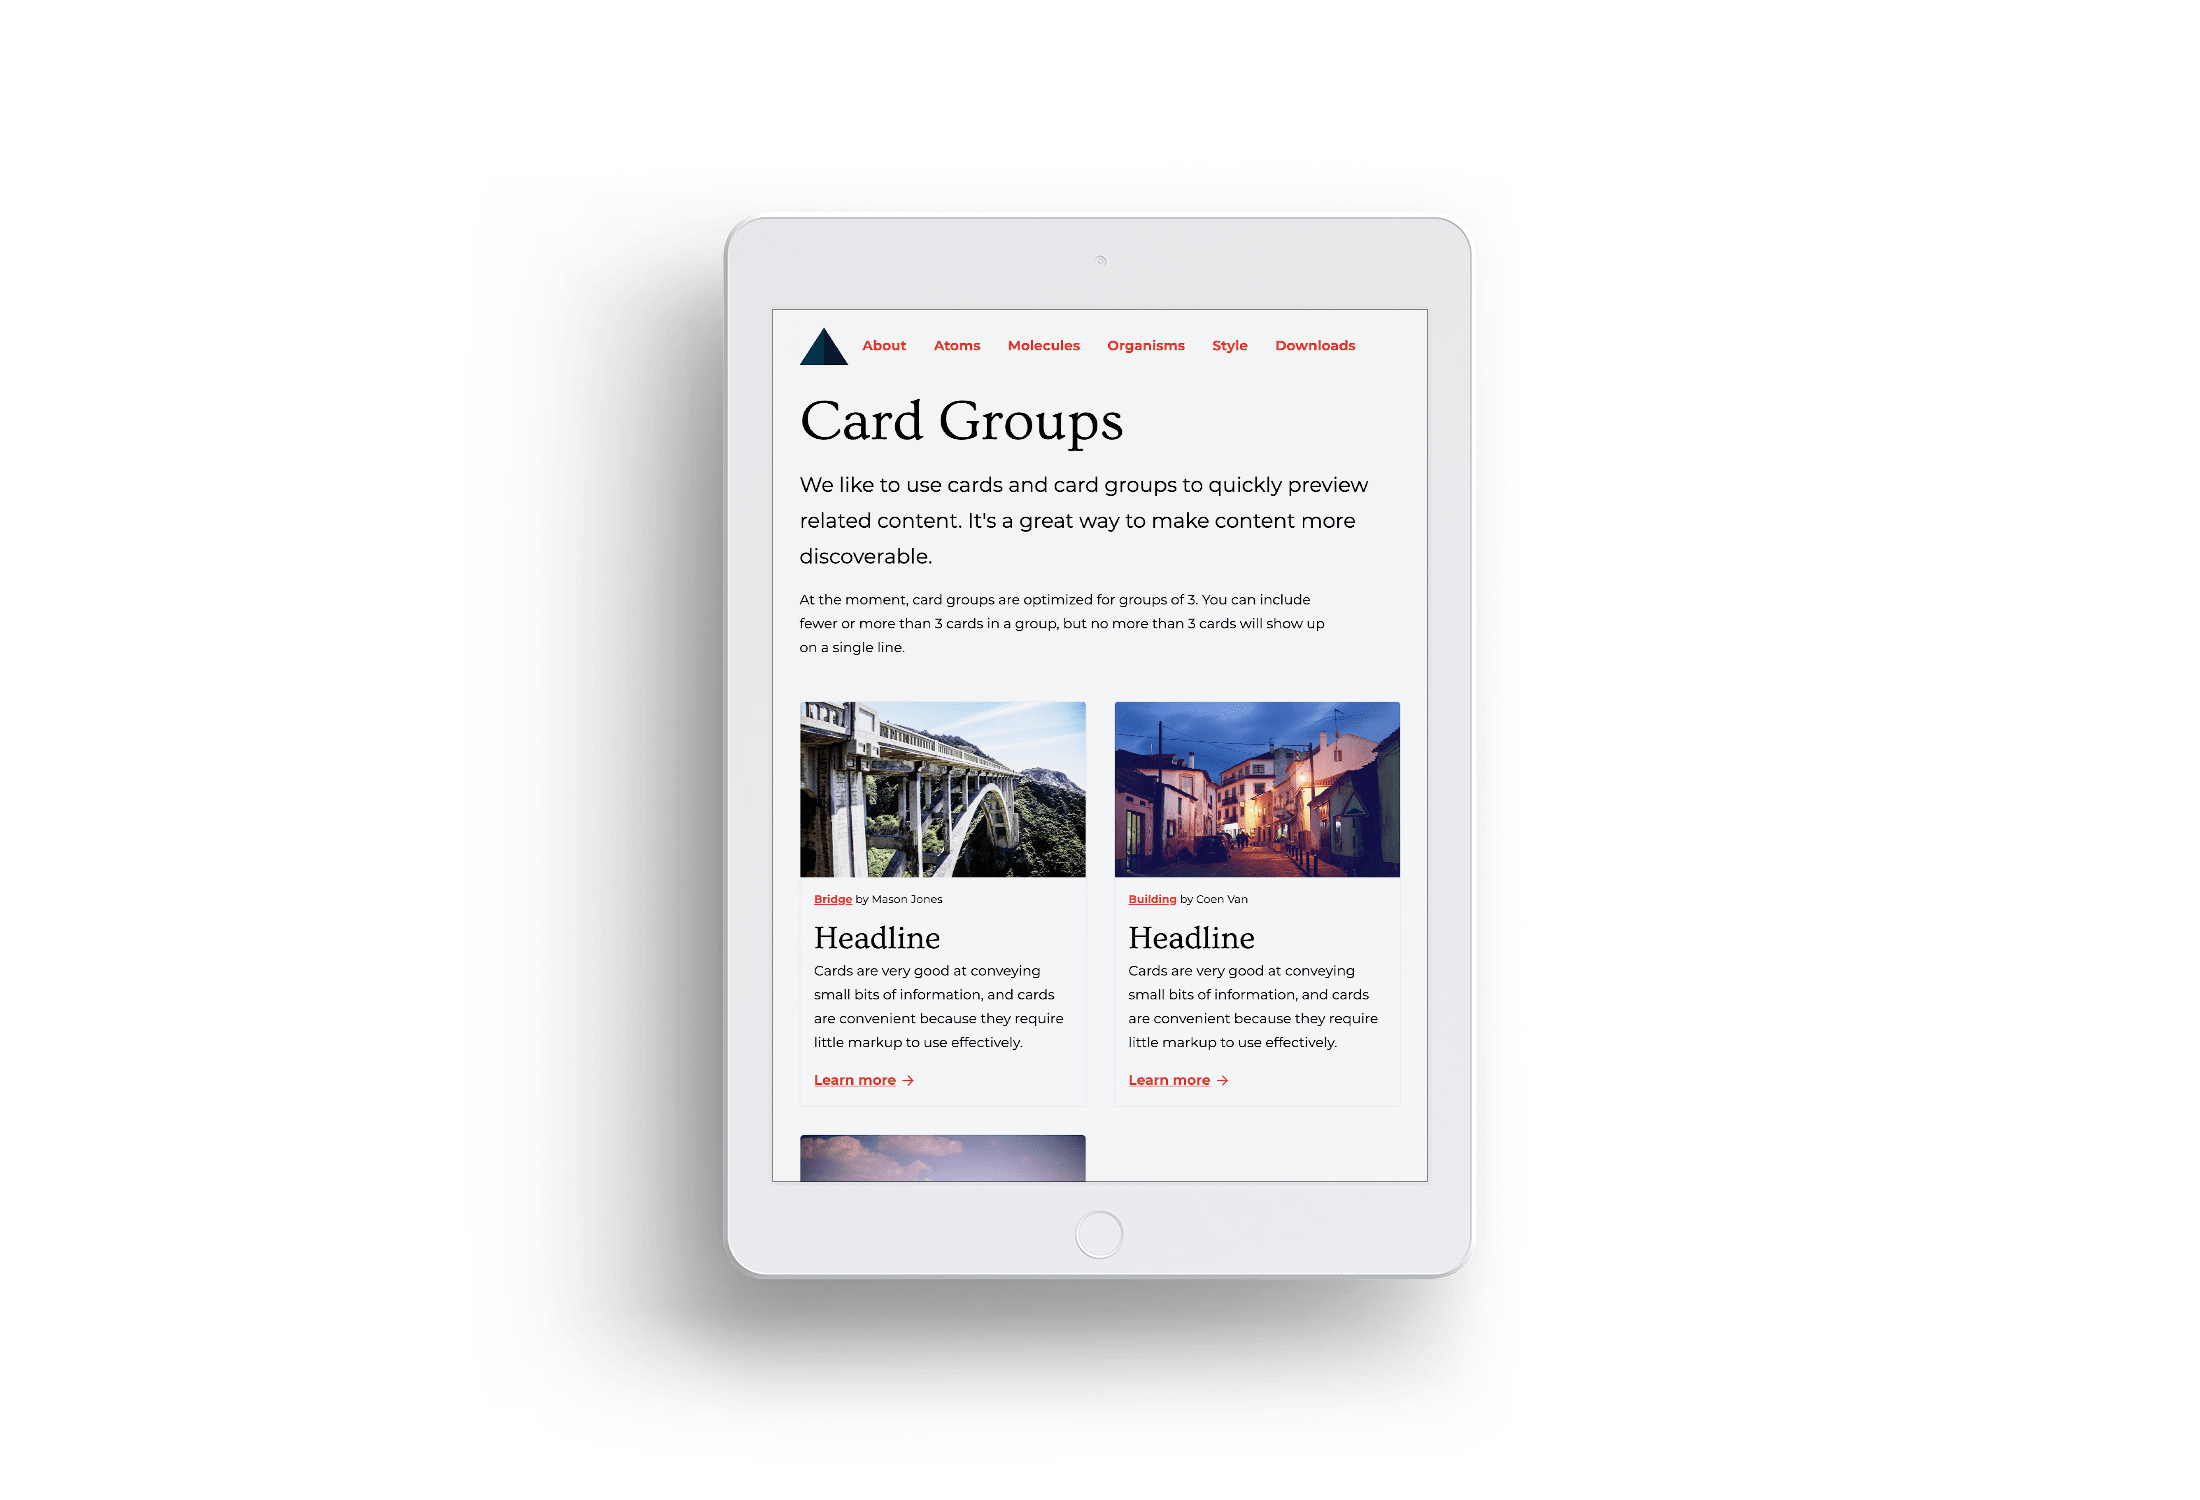 About Atoms Molecules Organisms Style Downloads
Card Groups
We like to use cards and card groups to quickly preview
related content. It's a great way to make content more
discoverable.
At the moment, card groups are optimized for groups of 3. You can include
fewer or more than 3 cards in a group, but no more than 3 cards will show up
on a single line.
Bridge by Mason Jones
Headline
Cards are very good at conveying
small bits of information, and cards
are convenient because they require
little markup to use effectively.
Learn more →
Building by Coen Van
Headline
Cards are very good at conveying
small bits of information, and cards
are convenient because they require
little markup to use effectively.
Learn more →